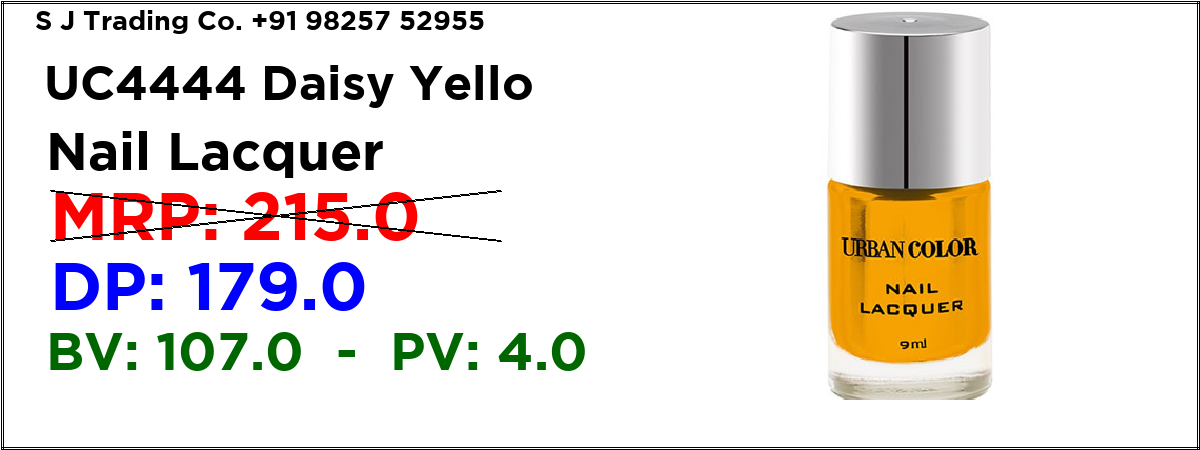 S J Trading Co. +91 98257 52955
UC4444 Daisy Yello
Nail Lacquer
MRP: 215.0
DP: 179.0
BV: 107.0 - PV: 4.0
URBAN COLOR
NAIL
LACQUER
9ml